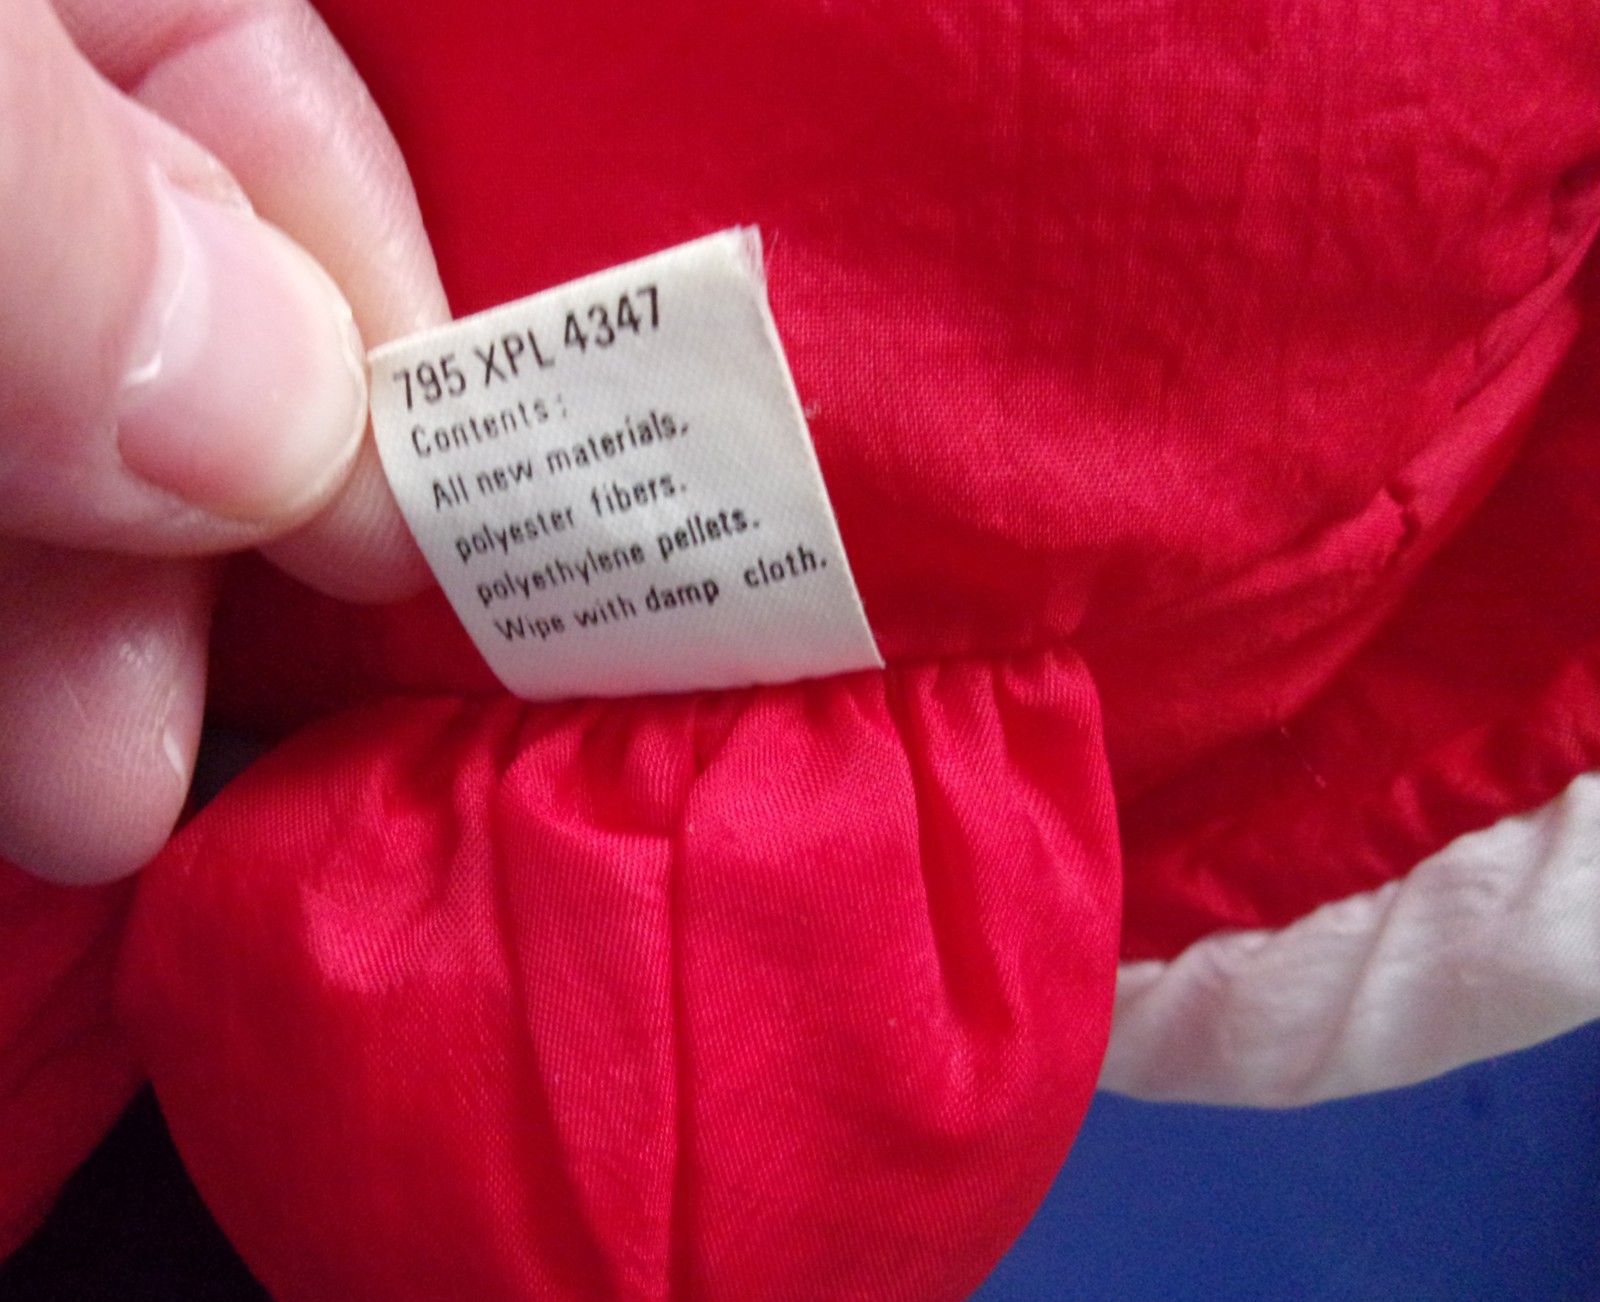 795 XPL 4347
Contents:
All new materials.
polyester fibers.
polyethylene pellets.
Wipe with damp cloth.